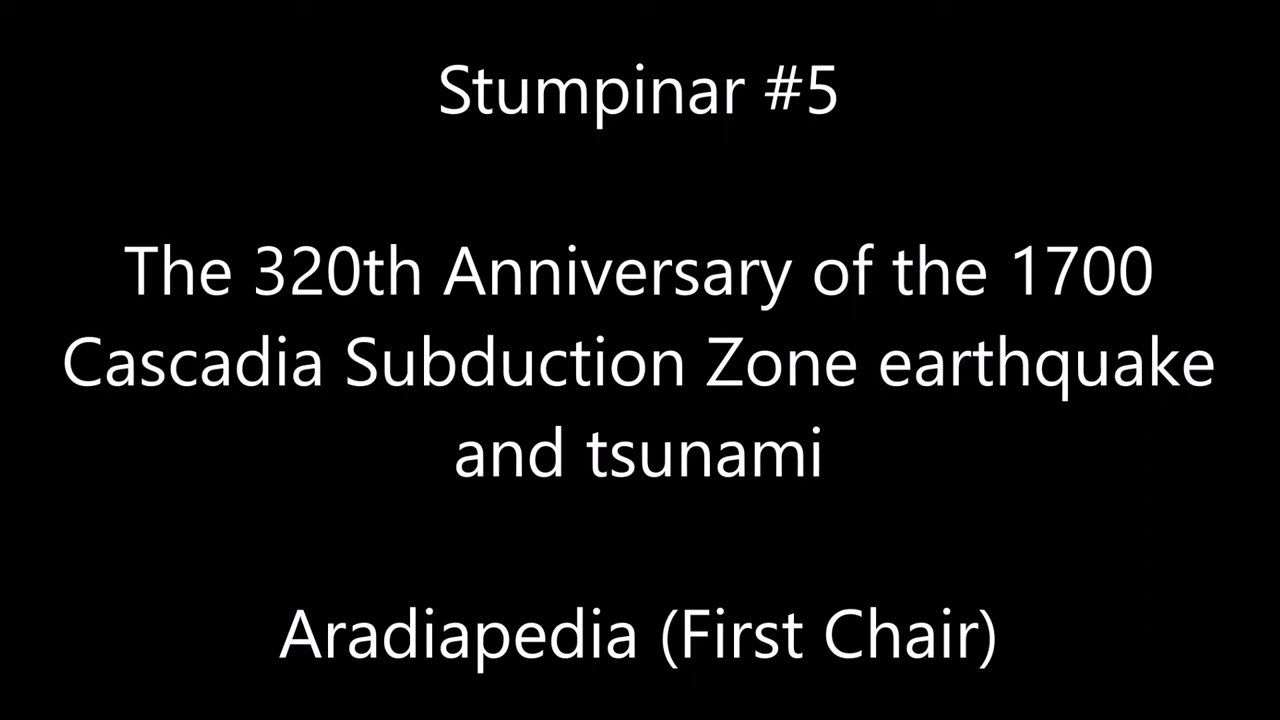 Stumpinar #5
The 320th Anniversary of the 1700
Cascadia Subduction Zone earthquake
and tsunami
Aradiapedia (First Chair)